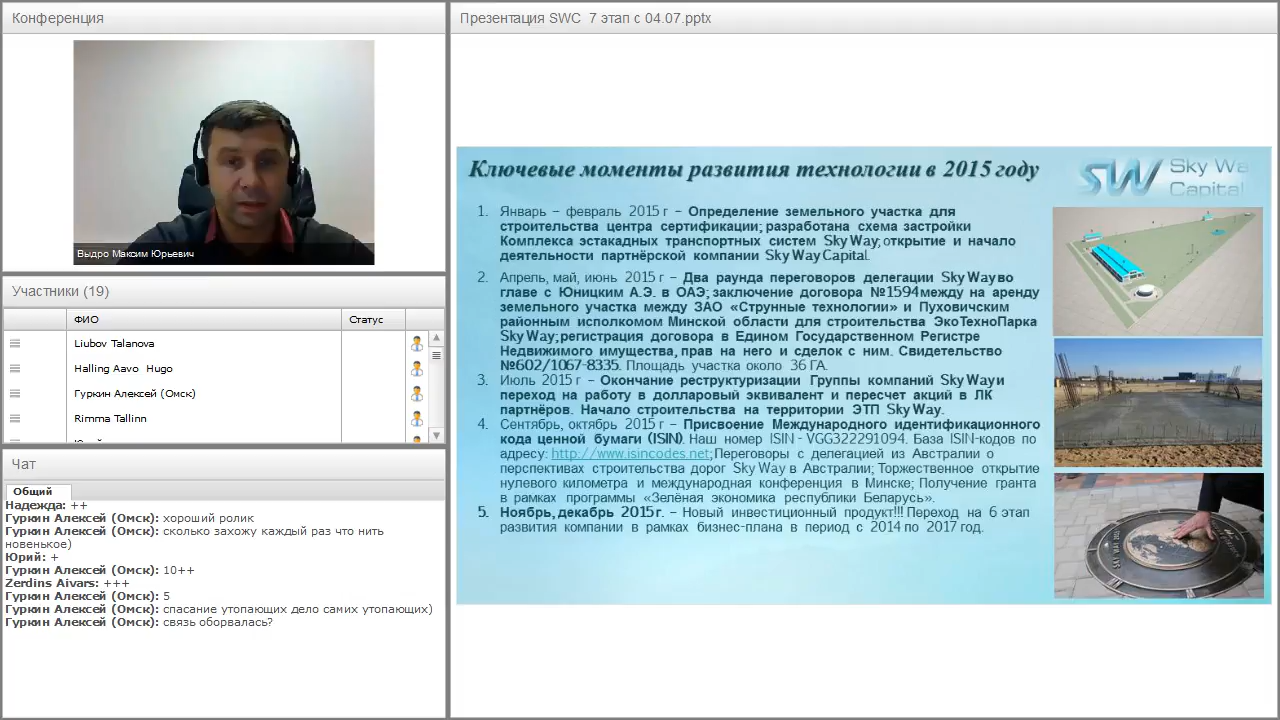 Конференция
Выдро Максим Юрьевич
Участники (19)
ФИО
Статус
Liubov Talanova
Halling Aavo Hugo
Гуркин Алексей (Омск)
Rimma Tallinn
Чат
Общий
Надежда: ++
Гуркин Алексей (Омск): хороший ролик
Гуркин Алексей (Омск): сколько захожу каждый раз что нить
новенькое)
Юрий: +
Гуркин Алексей (Омск): 10++
Zerdins Aivars: +++
Гуркин Алексей (Омск): 5
Гуркин Алексей (Омск): спасание утопающих дело самих утопающих)
Гуркин Алексей (Омск): связь оборвалась?
Презентация SWC 7 этап с 04.07.pptx
Ключевые моменты развития технологии в 2015 году
SW Sky Wa
Capital
1. Январь – февраль 2015 г – Определение земельного участка для
строительства центра сертификации; разработана схема застройки
Комплекса эстакадных транспортных систем Sky Way; открытие и начало
деятельности партнёрской компании Sky Way Capital.
2. Апрель, май, июнь 2015 г – Два раунда переговоров делегации Sky Way во
главе с Юницким А.Э. в ОАЭ; заключение договора №1594 между на аренду
земельного участка между ЗАО «Струнные технологии» и Пуховичским
районным исполкомом Минской области для строительства ЭкоТехноПарка
Sky Way; регистрация договора в Едином Государственном Регистре
Недвижимого имущества, прав на него и сделок с ним. Свидетельство
№602/1067-8335. Площадь участка около 36 ГА.
3. Июль 2015 г – Окончание реструктуризации Группы компаний Sky Way и
переход на работу в долларовый эквивалент и пересчет акций в ЛК
партнёров. Начало строительства на территории ЭТП Sky Way.
4. Сентябрь, октябрь 2015 г – Присвоение Международного идентификационного
кода ценной бумаги (ISIN). Наш номер ISIN - VGG322291094. База ISIN-кодов по
адресу: http://www.isincodes.net; Переговоры с делегацией из Австралии о
перспективах строительства дорог Sky Way в Австралии; Торжественное открытие
нулевого километра и международная конференция в Минске; Получение гранта
в рамках программы «Зелёная экономика республики Беларусь».
5. Ноябрь, декабрь 2015 г. – Новый инвестиционный продукт!!! Переход на 6 этап
развития компании в рамках бизнес-плана в период с 2014 по 2017 год.
SKY WAY